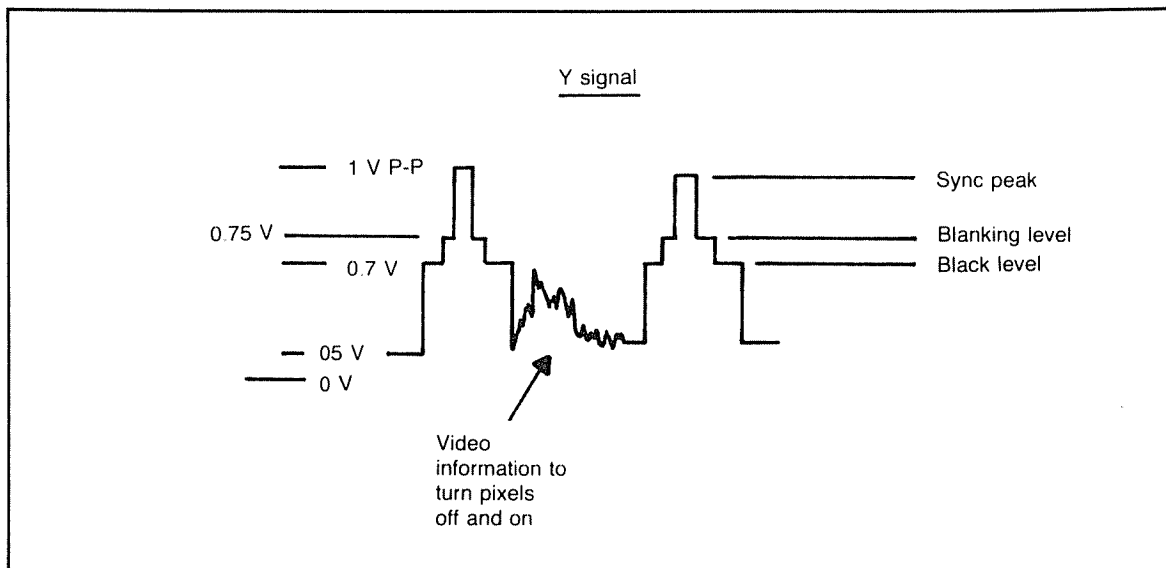 Y signal
1 V P-P
Sync peak
0.75 V
Blanking level
0.7 V
Black level
05 V
0 V
Video
information to
turn pixels
off and on